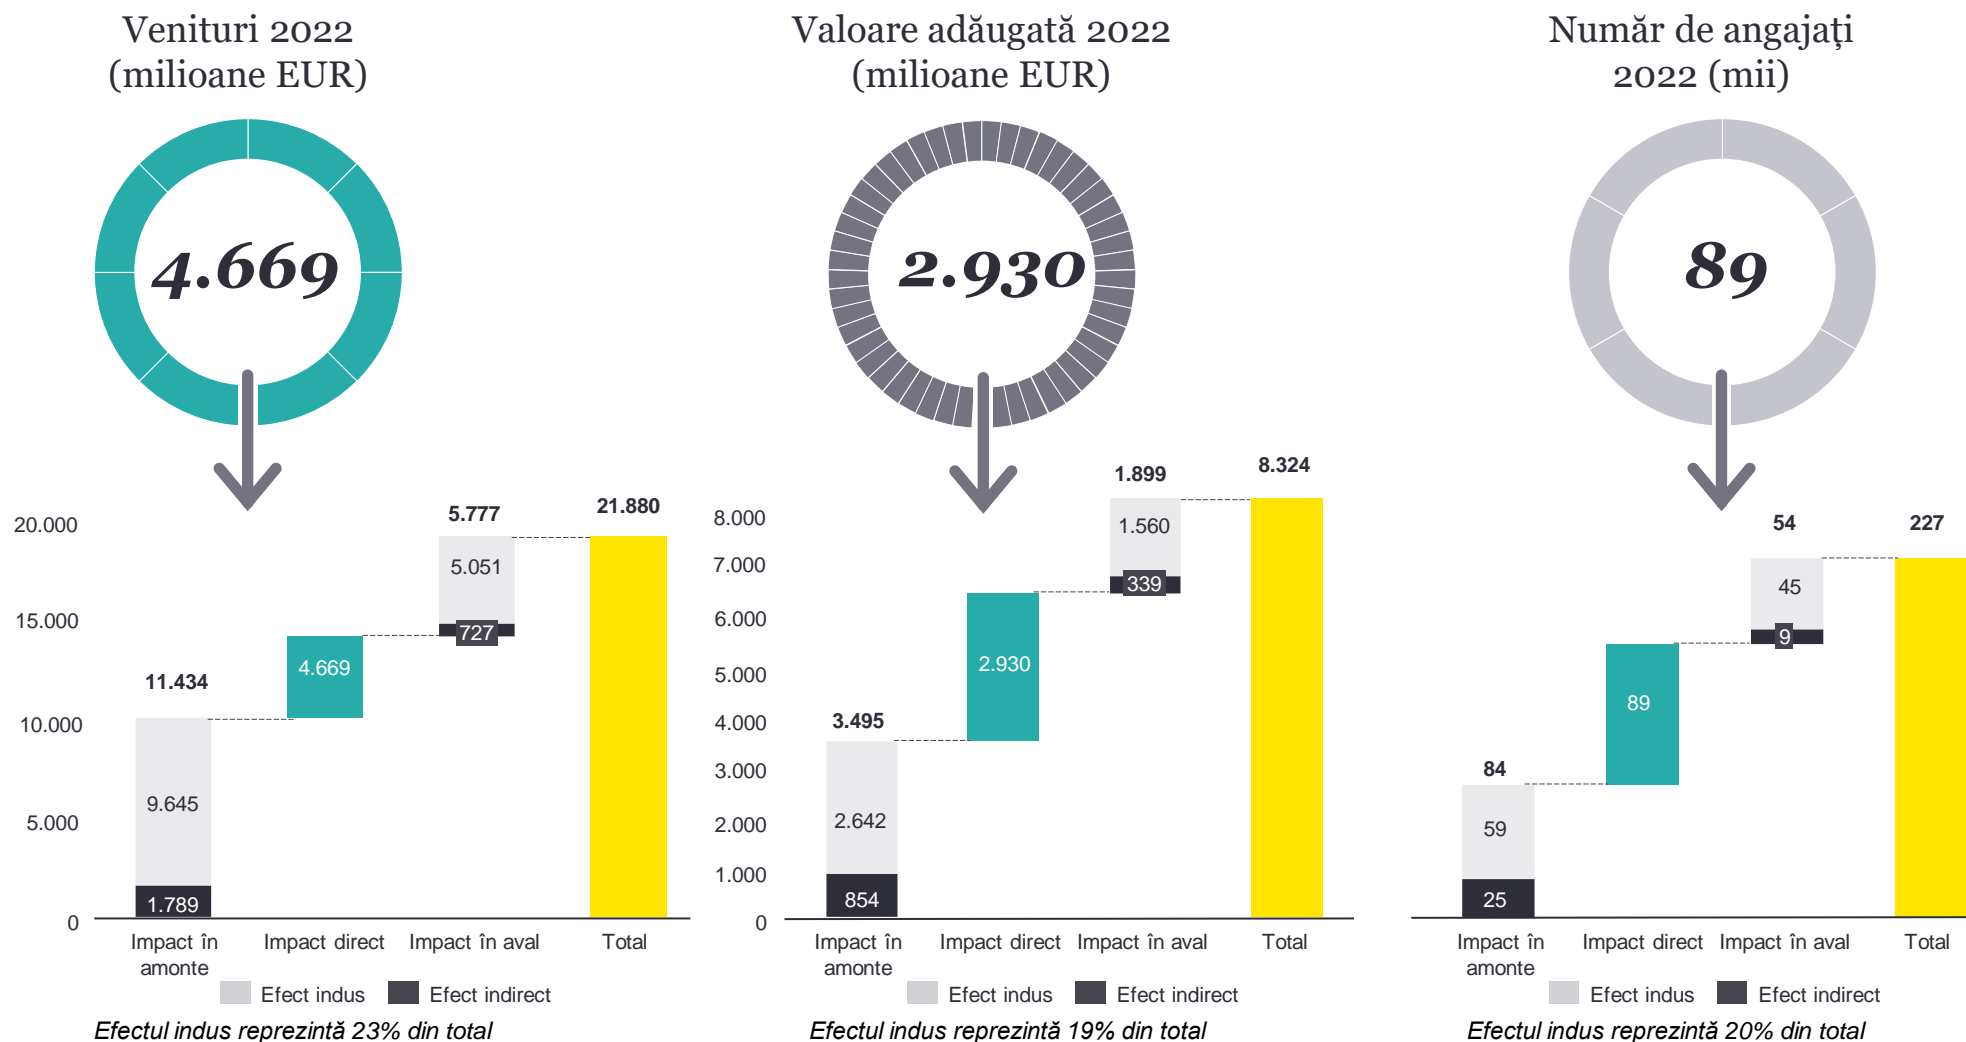 Venituri 2022
(milioane EUR)
4.669
21.880
5.777
20.000
5.051
15.000
727
4.669
11.434
10.000
9.645
5.000
1.789
0
Impact în
amonte
Impact direct
Impact în aval
Total
Efect indus
Efect indirect
Efectul indus reprezintă 23% din total
Valoare adăugată 2022
(milioane EUR)
2.930
8.324
1.899
8.000
1.560
7.000
339
6.000
2.930
5.000
4.000
3.495
3.000
2.642
2.000
1.000
854
0
Impact în
amonte
Impact direct
Impact în aval
Total
Efect indus
Efect indirect
Efectul indus reprezintă 19% din total
Număr de angajați
2022 (mii)
89
54
227
45
9
89
84
59
25
Impact în
amonte
Impact direct
Impact în aval
Total
Efect indus
Efect indirect
Efectul indus reprezintă 20% din total